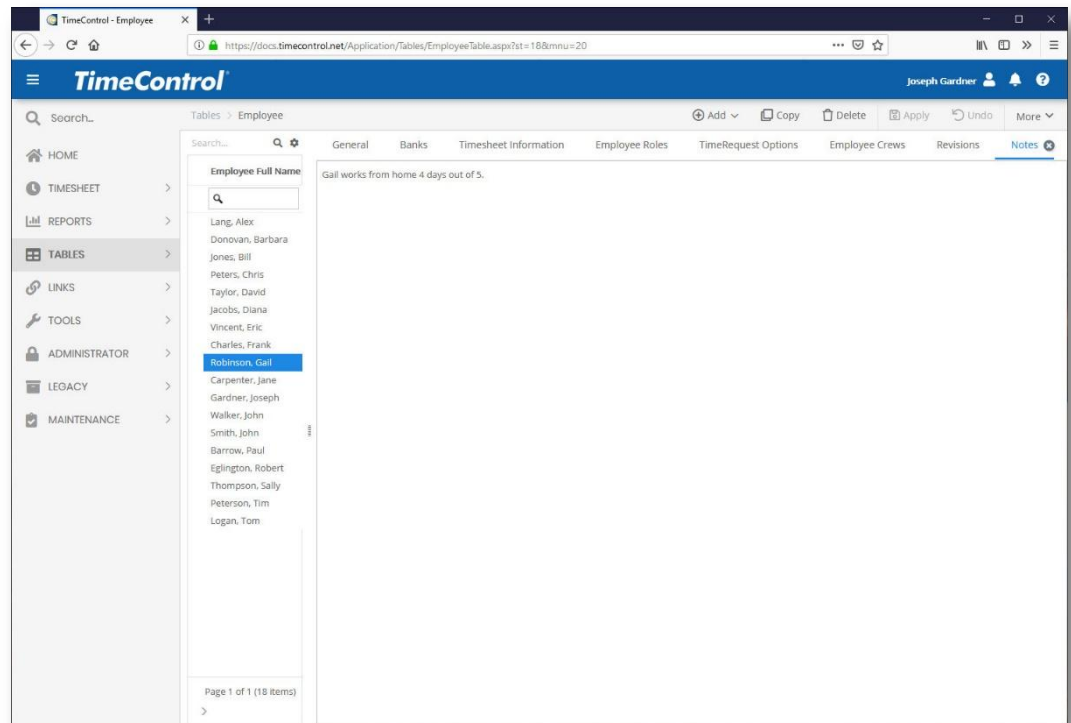 TimeControl - Employee
https://docs.timecontrol.net/Application/Tables/EmployeeTable.aspx?st=18&mnu=20
TimeControl
Joseph Gardner
Search...
HOME
TIMESHEET
REPORTS
TABLES
LINKS
TOOLS
ADMINISTRATOR
LEGACY
MAINTENANCE
Tables > Employee
Add
Copy
Delete
Apply
Undo
More
Search...
General Banks Timesheet Information Employee Roles TimeRequest Options Employee Crews Revisions Notes
Employee Full Name
Lang, Alex
Donovan, Barbara
Jones, Bill
Peters, Chris
Taylor, David
Jacobs, Diana
Vincent, Eric
Charles, Frank
Robinson, Gail
Carpenter, Jane
Gardner, Joseph
Walker, John
Smith, John
Barrow, Paul
Eglington, Robert
Thompson, Sally
Peterson, Tim
Logan, Tom
Page 1 of 1 (18 items)
Gail works from home 4 days out of 5.